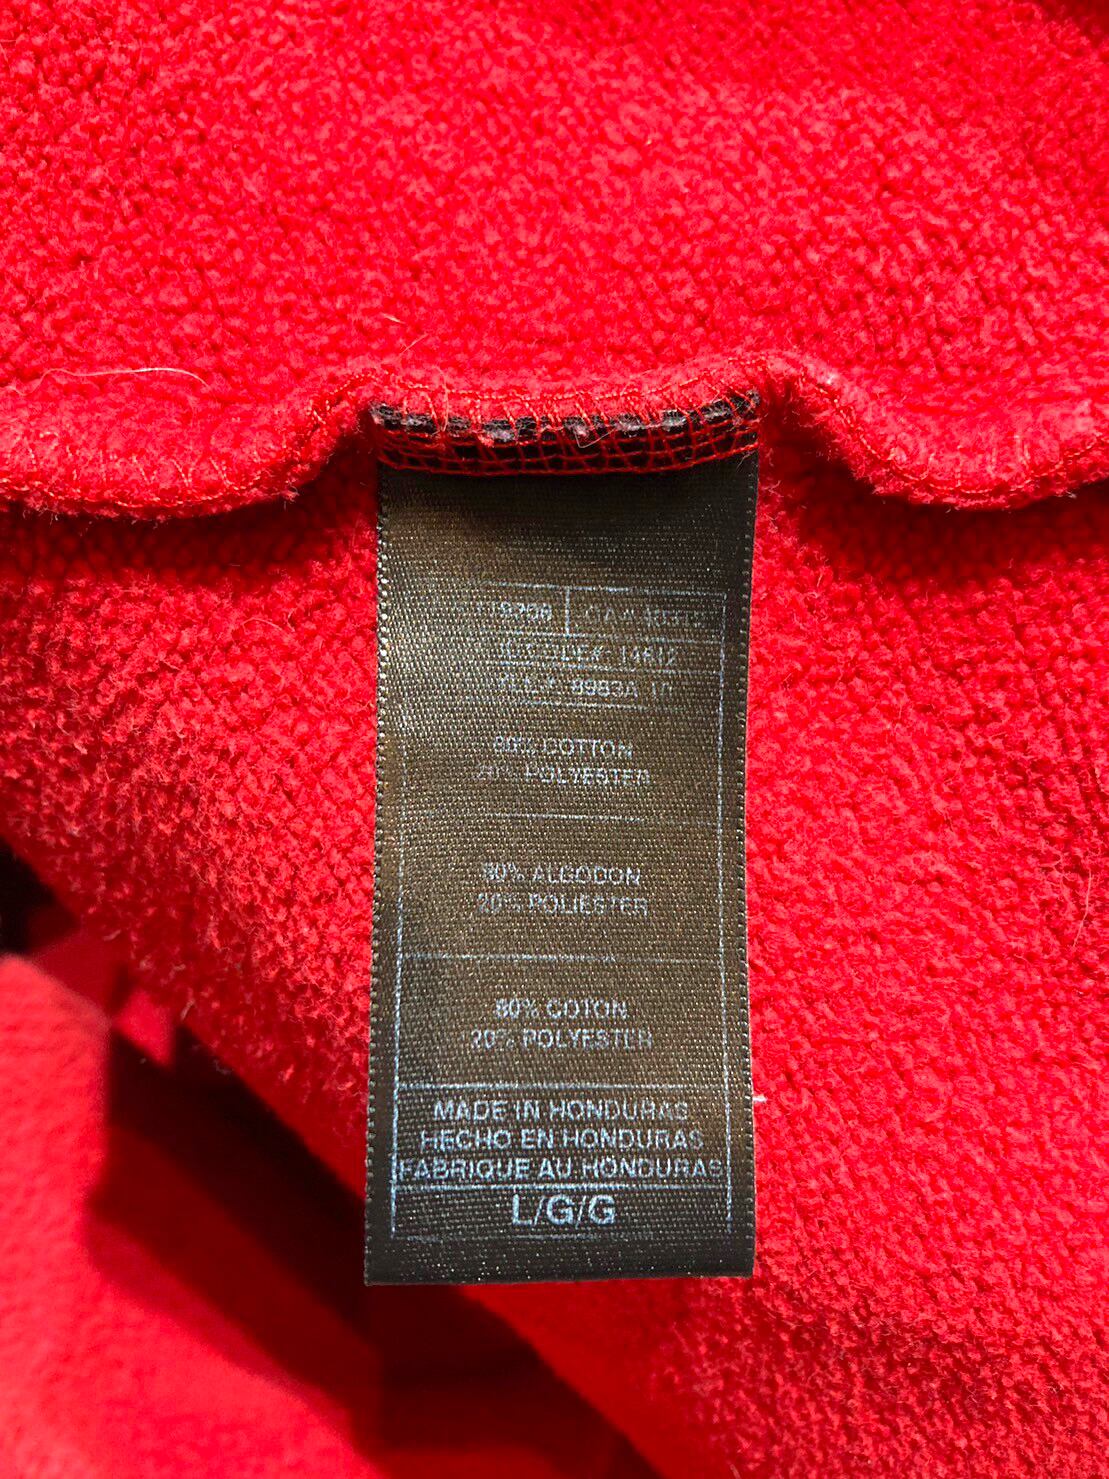 80% COTTON
20% POLYESTER
80% ALGODON
20% POLIESTER
80% COTON
20% POLYESTER
MADE IN HONDURAS
HECHO EN HONDURAS
FABRIQUE AU HONDURAS
L/G/G